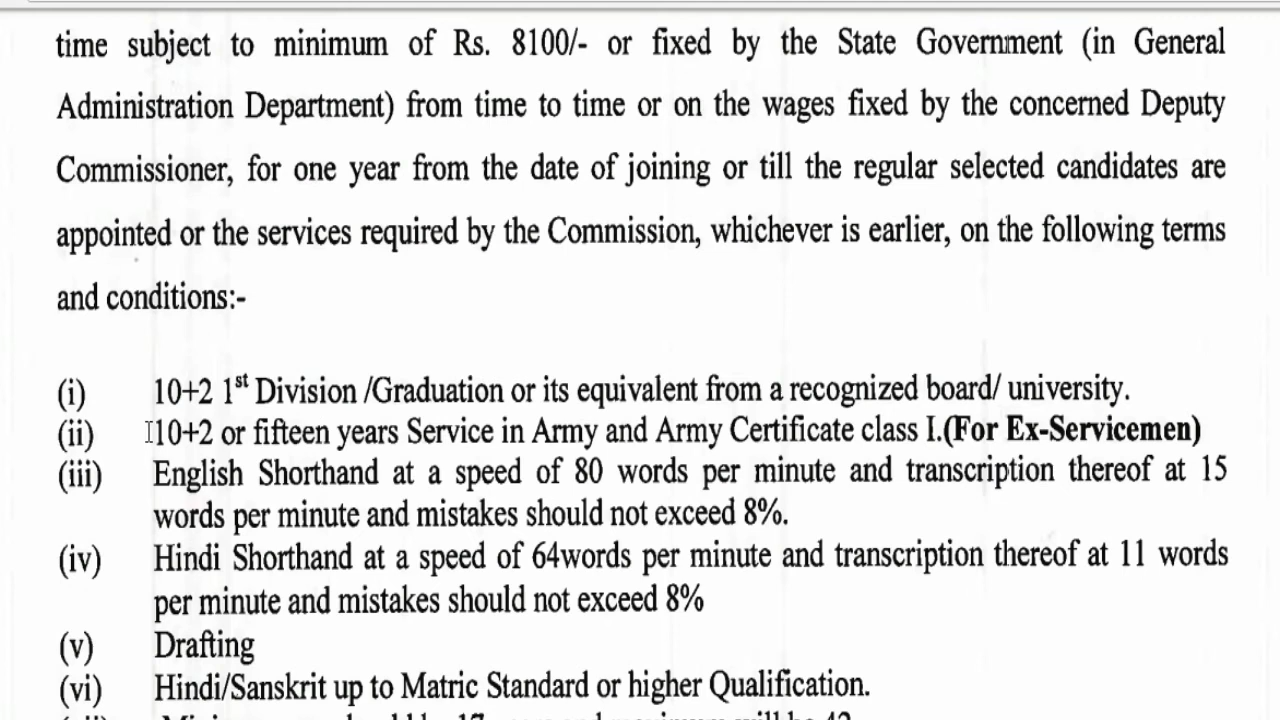 time subject to minimum of Rs. 8100/- or fixed by the State Government (in General
Administration Department) from time to time or on the wages fixed by the concerned Deputy
Commissioner, for one year from the date of joining or till the regular selected candidates are
appointed or the services required by the Commission, whichever is earlier, on the following terms
and conditions:-
(i) 10+2 1st Division /Graduation or its equivalent from a recognized board/ university.
(ii) 10+2 or fifteen years Service in Army and Army Certificate class I.(For Ex-Servicemen)
(iii) English Shorthand at a speed of 80 words per minute and transcription thereof at 15
words per minute and mistakes should not exceed 8%.
(iv) Hindi Shorthand at a speed of 64words per minute and transcription thereof at 11 words
per minute and mistakes should not exceed 8%
(v) Drafting
(vi) Hindi/Sanskrit up to Matric Standard or higher Qualification.